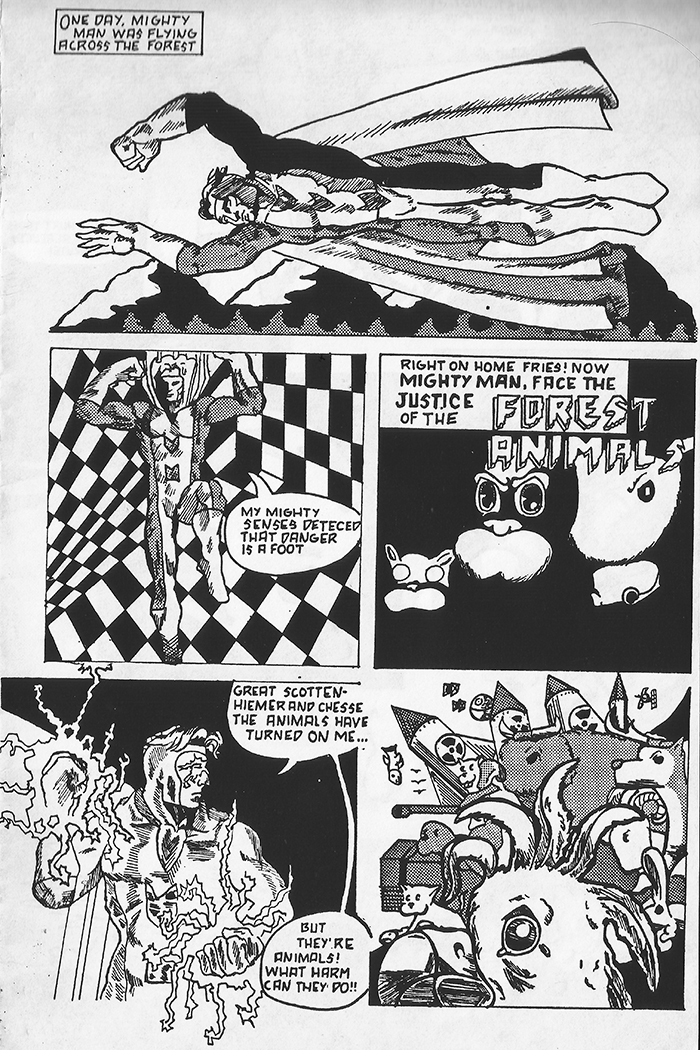 ONE DAY, MIGHTY
MAN WAS FLYING
ACROSS THE FOREST
MY MIGHTY
SENSES DETECED
THAT DANGER
IS A FOOT
RIGHT ON HOME FRIES! NOW
MIGHTY MAN, FACE THE
JUSTICE
OF THE FOREST
ANIMALS
GREAT SCOTTEN-
HIEMER AND CHESSE
THE ANIMALS HAVE
TURNED ON ME...
BUT
THEY'RE
ANIMALS!
WHAT HARM
CAN THEY DO!!